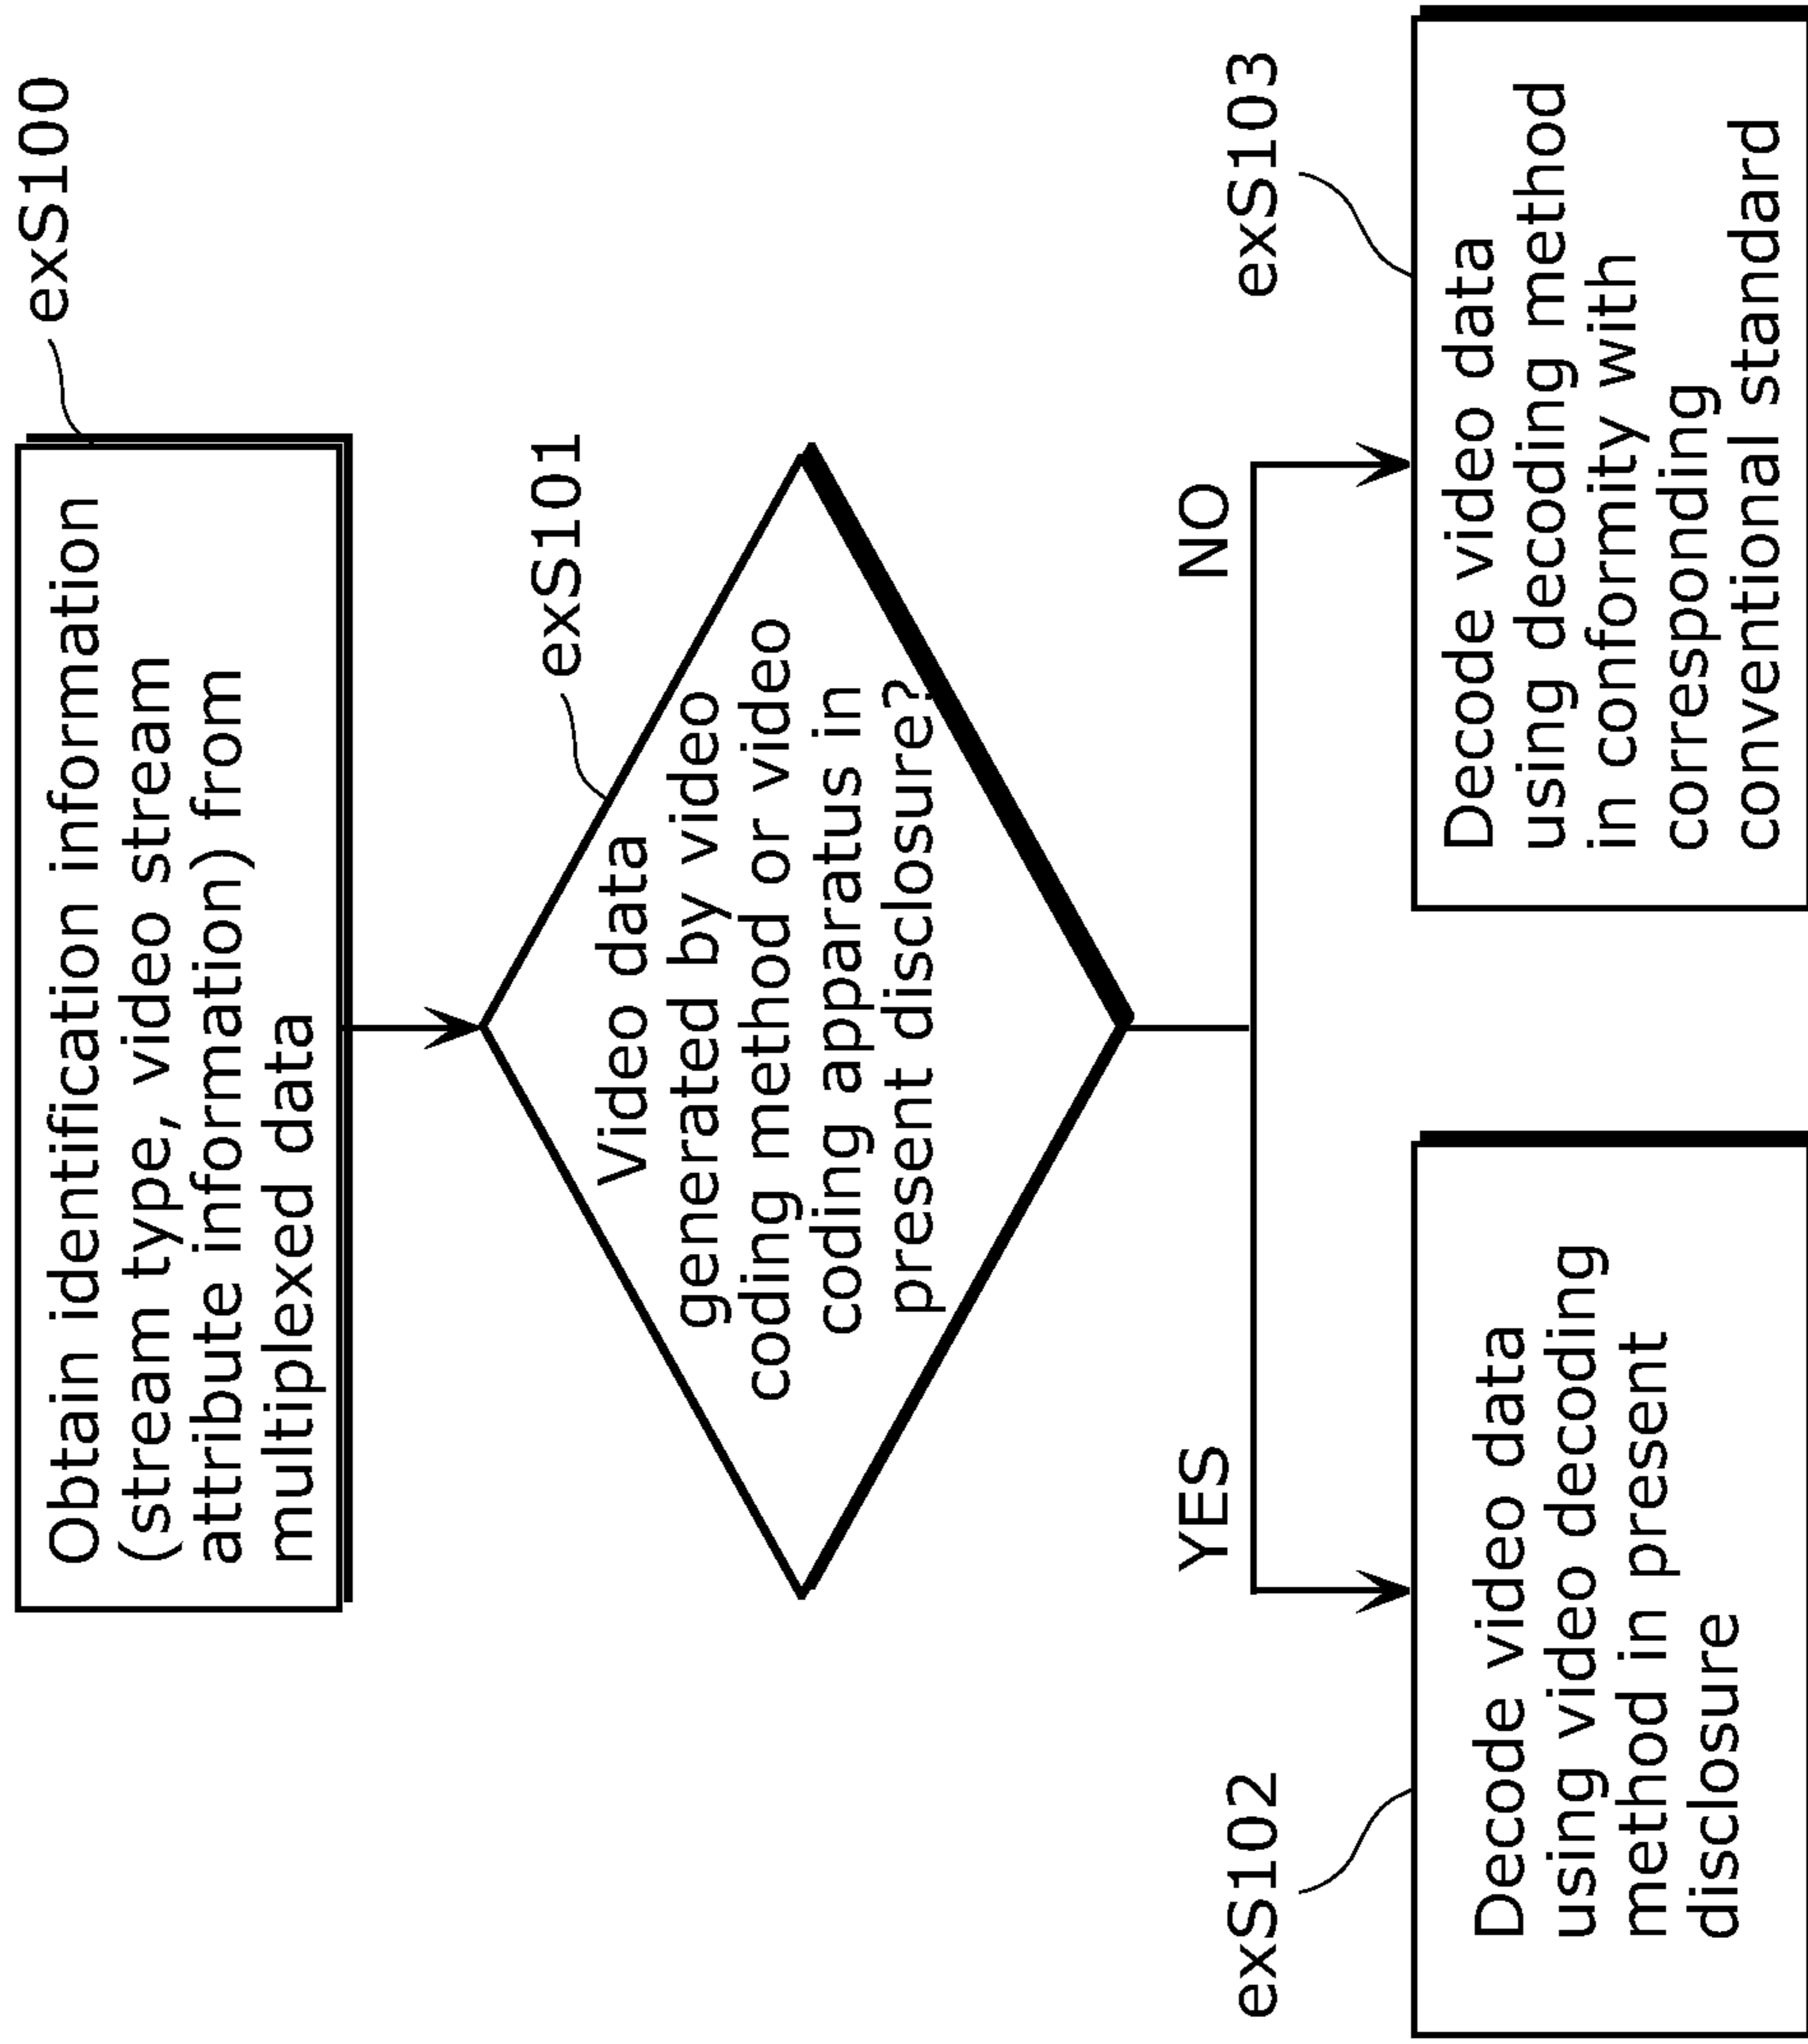 exS100
Obtain identification information
(stream type, video stream
attribute information) from
multiplexed data
exS101
Video data
generated by video
coding method or video
coding apparatus in
present disclosure?
YES
NO
exS102
Decode video data
using video decoding
method in present
disclosure
exS103
Decode video data
using decoding method
in conformity with
corresponding
conventional standard